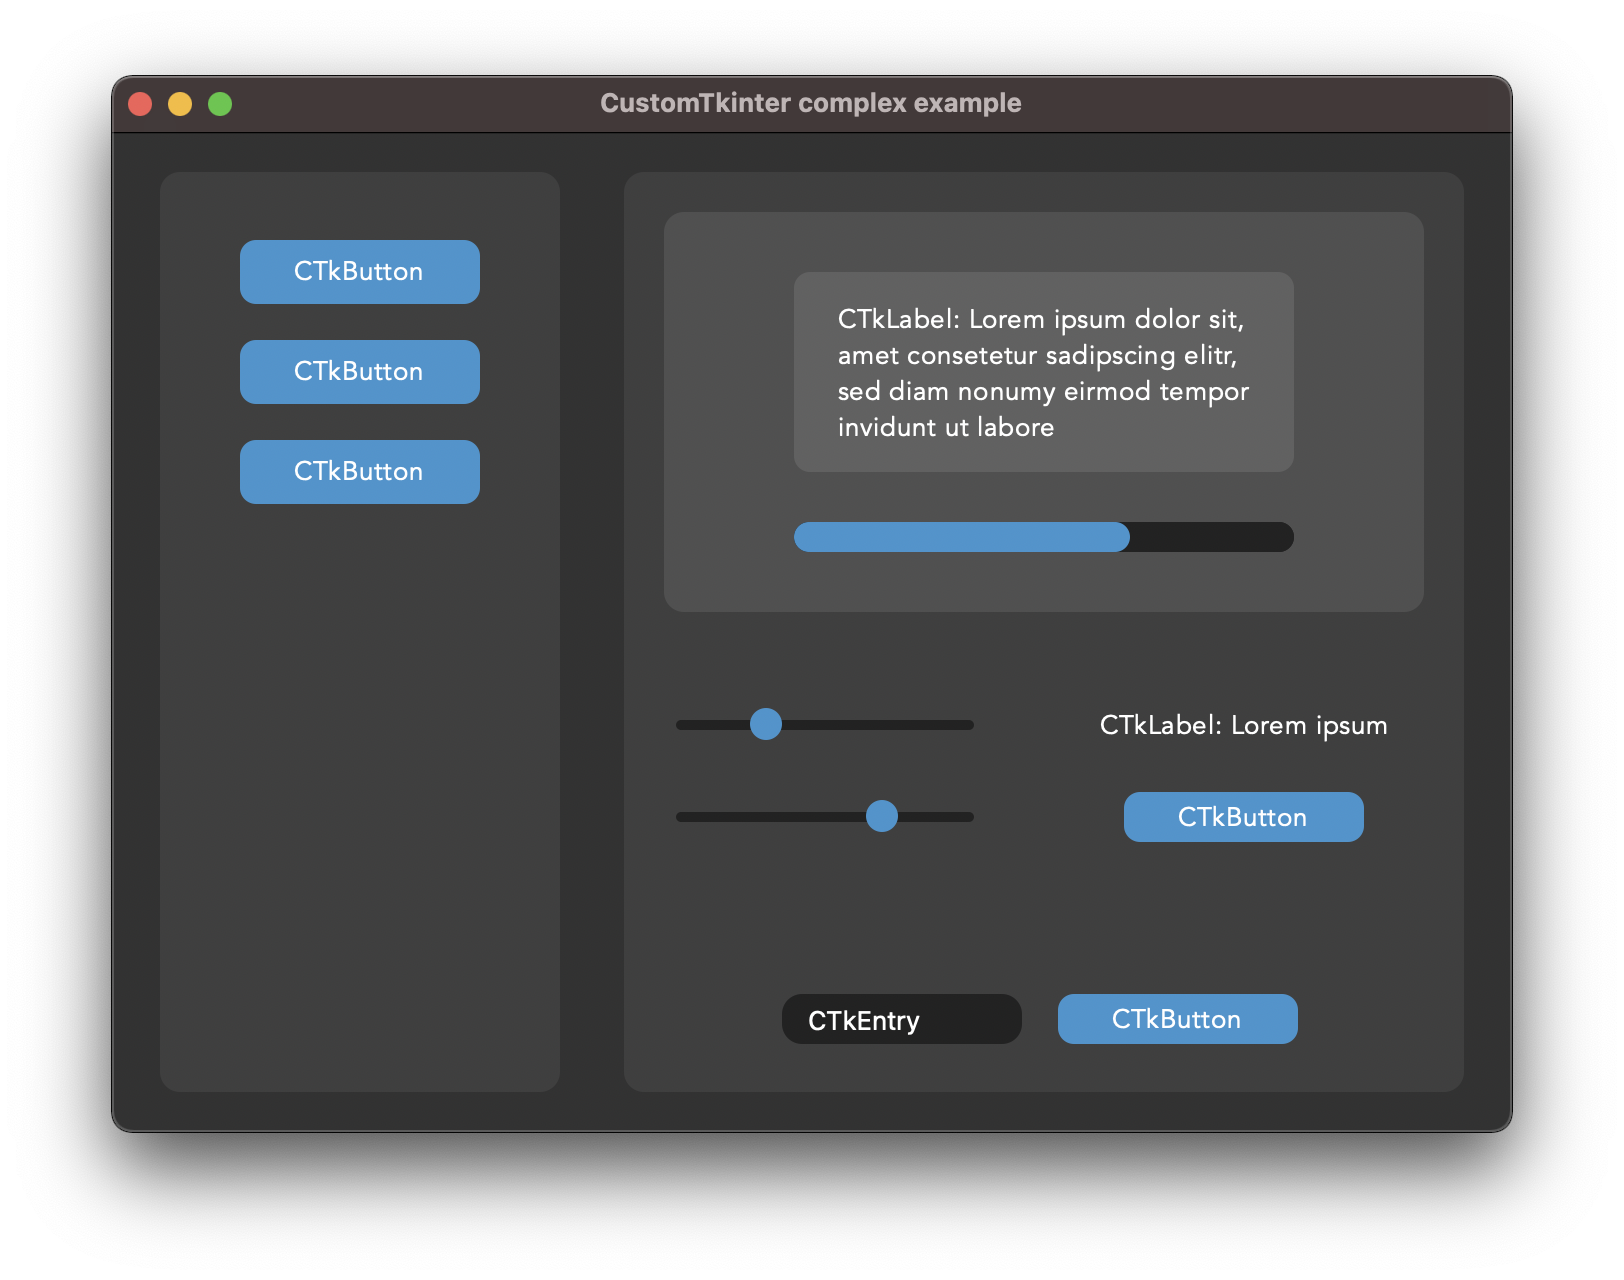 CustomTkinter complex example
CTkButton
CTkButton
CTkButton
CTkLabel: Lorem ipsum dolor sit,
amet consetetur sadipscing elitr,
sed diam nonumy eirmod tempor
invidunt ut labore
CTkLabel: Lorem ipsum
CTkButton
CTkEntry
CTkButton